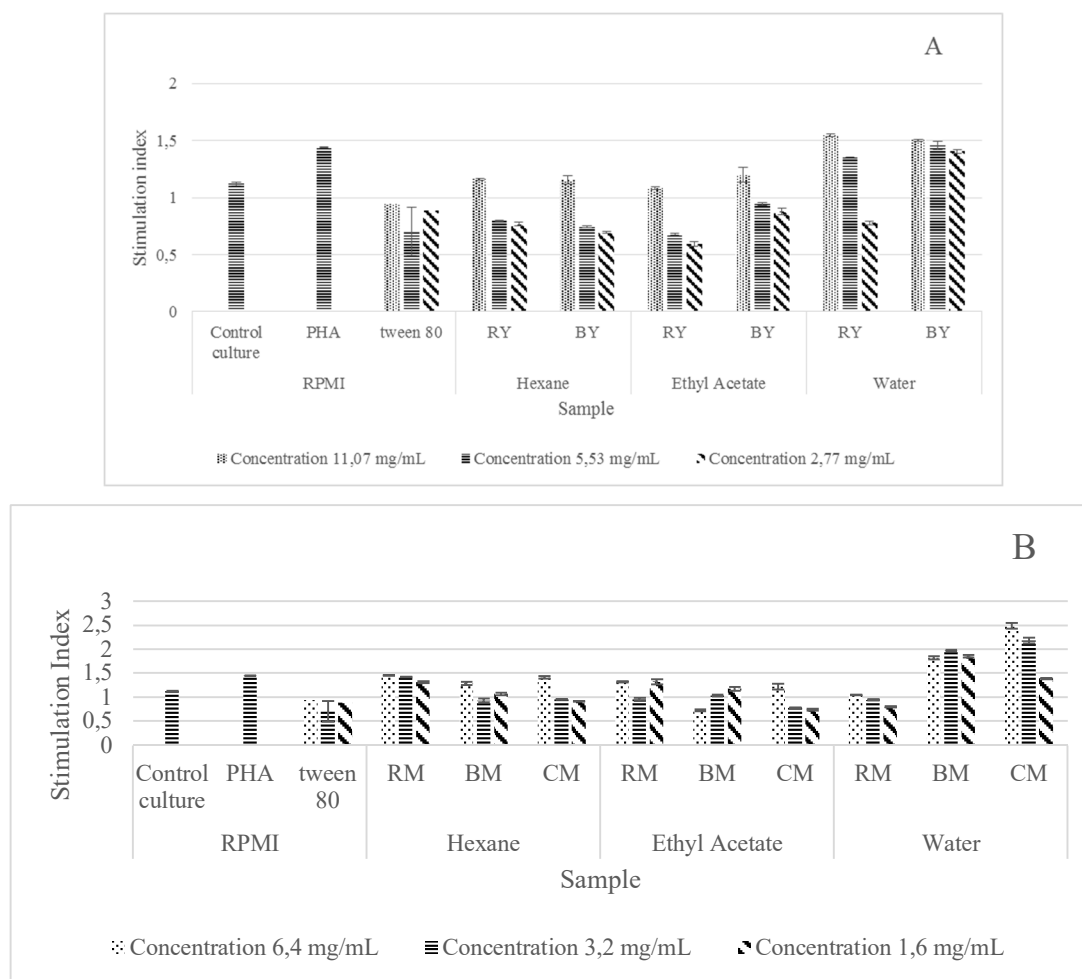 A
2
1,5
1
0,5
0
Stimulation index
Control culture PHA tween 80 RY BY RY BY RY BY
RPMI Hexane Ethyl Acetate Water
Sample
Concentration 11,07 mg/mL Concentration 5,53 mg/mL Concentration 2,77 mg/mL
B
3
2,5
2
1,5
1
0,5
0
Stimulation Index
Control culture PHA tween 80 RM BM CM RM BM CM RM BM CM
RPMI Hexane Ethyl Acetate Water
Sample
Concentration 6,4 mg/mL Concentration 3,2 mg/mL Concentration 1,6 mg/mL